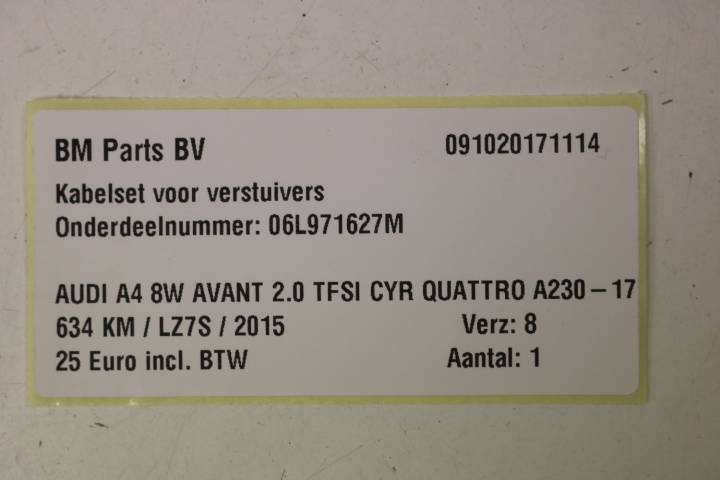 BM Parts BV 091020171114
Kabelset voor verstuivers
Onderdeelnummer: 06L971627M
AUDI A4 8W AVANT 2.0 TFSI CYR QUATTRO A230-17
634 KM / LZ7S / 2015 Verz: 8
25 Euro incl. BTW Aantal: 1